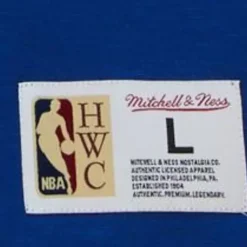 Mitchell & Ness
H
W
C
NBA
L
MITCHELL & NESS NOSTALGIA CO.
AUTHENTIC LICENSED APPAREL
DESIGNED IN PHILADELPHIA, PA.
ESTABLISHED 1904
AUTHENTIC. PREMIUM. LEGENDARY.